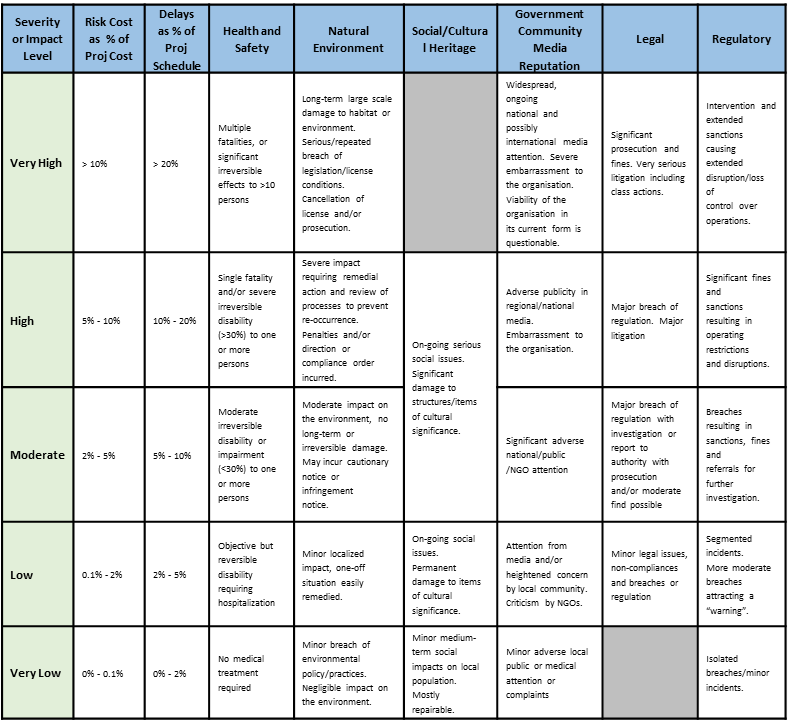 Severity
or Impact
Level
Risk Cost
as % of
Proj Cost
Delays
as % of
Proj
Schedule
Health and
Safety
Natural
Environment
Social/Cultura
l Heritage
Government
Community
Media
Reputation
Legal
Regulatory
Very High
> 10%
> 20%
Multiple
fatalities, or
significant
irreversible
effects to >10
persons
Long-term large scale
damage to habitat or
environment.
Serious/repeated
breach of
legislation/license
conditions.
Cancellation of
license and/or
prosecution.
Widespread,
ongoing
national and
possibly
international media
attention. Severe
embarrassment to
the organisation.
Viability of the
organisation in
its current form is
questionable.
Significant
prosecution and
fines. Very serious
litigation including
class actions.
Intervention and
extended
sanctions
causing
extended
disruption/loss
of
control over
operations.
High
5% - 10%
10% - 20%
Single fatality
and/or severe
irreversible
disability
(>30%) to one
or more
persons
Severe impact
requiring remedial
action and review of
processes to prevent
re-occurrence.
Penalties and/or
direction or
compliance order
incurred.
On-going serious
social issues.
Significant
damage to
structures/items
of cultural
significance.
Adverse publicity in
regional/national
media.
Embarrassment to
the organisation.
Major breach of
regulation. Major
litigation
Significant fines
and
sanctions
resulting in
operating
restrictions
and disruptions.
Moderate
2% - 5%
5% - 10%
Moderate
irreversible
disability or
impairment
(<30%) to one
or more
persons
Moderate impact on
the environment, no
long-term or
irreversible damage.
May incur cautionary
notice or
infringement
notice.
Significant adverse
national/public
/NGO attention
Major breach of
regulation with
investigation or
report to
authority with
prosecution
and/or moderate
find possible
Breaches
resulting in
sanctions, fines
and
referrals for
further
investigation.
Low
0.1% - 2%
2% - 5%
Objective but
reversible
disability
requiring
hospitalization
Minor localized
impact, one-off
situation easily
remedied.
On-going social
issues.
Permanent
damage to items
of cultural
significance.
Attention from
media and/or
heightened concern
by local community.
Criticism by NGOs.
Minor legal issues,
non-compliances
and breaches or
regulation
Segmented
incidents.
More moderate
breaches
attracting a
“warning”.
Very Low
0% - 0.1%
0% - 2%
No medical
treatment
required
Minor breach of
environmental
policy/practices.
Negligible impact on
the environment.
Minor medium-
term social
impacts on local
population.
Mostly
repairable.
Minor adverse local
public or medical
attention or
complaints
Isolated
breaches/minor
incidents.